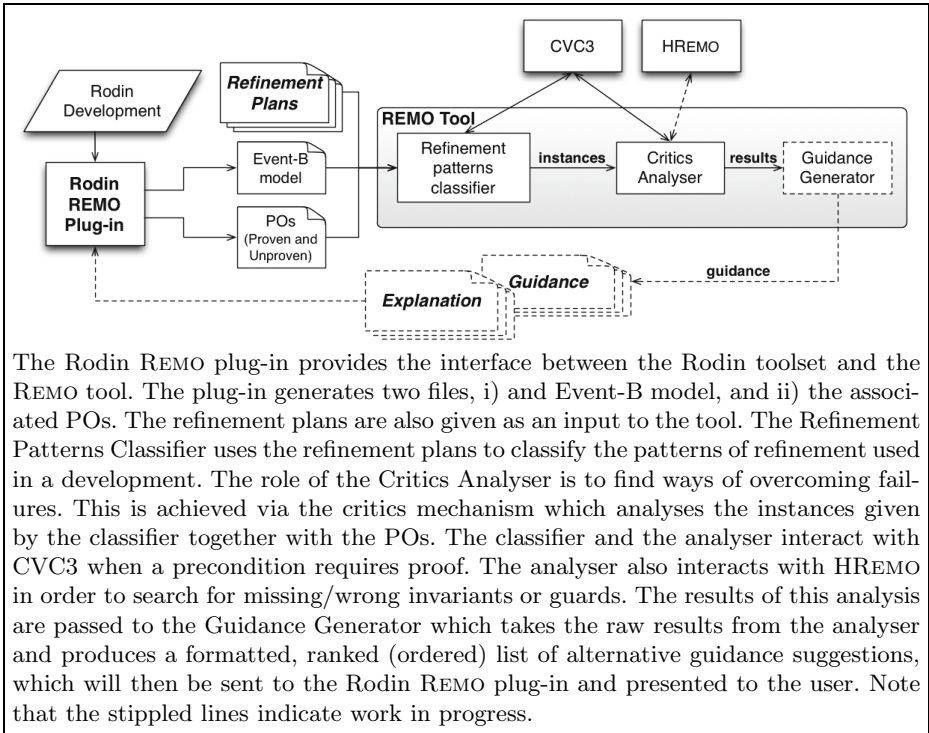 CVC3
HREMO
Rodin
Development
Refinement
Plans
REMO Tool
Rodin
REMO
Plug-in
Event-B
model
POs
(Proven and
Unproven)
Refinement
patterns
classifier
instances
Critics
Analyser
results
Guidance
Generator
guidance
Guidance
Explanation
The Rodin REMO plug-in provides the interface between the Rodin toolset and the
REMO tool. The plug-in generates two files, i) and Event-B model, and ii) the associ-
ated POs. The refinement plans are also given as an input to the tool. The Refinement
Patterns Classifier uses the refinement plans to classify the patterns of refinement used
in a development. The role of the Critics Analyser is to find ways of overcoming fail-
ures. This is achieved via the critics mechanism which analyses the instances given
by the classifier together with the POs. The classifier and the analyser interact with
CVC3 when a precondition requires proof. The analyser also interacts with HREMO
in order to search for missing/wrong invariants or guards. The results of this analysis
are passed to the Guidance Generator which takes the raw results from the analyser
and produces a formatted, ranked (ordered) list of alternative guidance suggestions,
which will then be sent to the Rodin REMO plug-in and presented to the user. Note
that the stippled lines indicate work in progress.